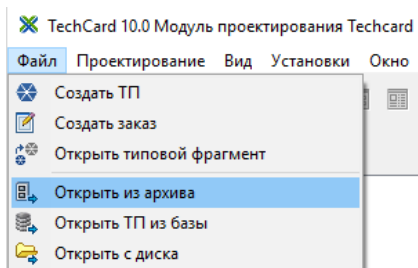 TechCard 10.0 Модуль проектирования Techcard
Файл Проектирование Вид Установки Окно
Создать ТП
Создать заказ
Открыть типовой фрагмент
Открыть из архива
Открыть ТП из базы
Открыть с диска